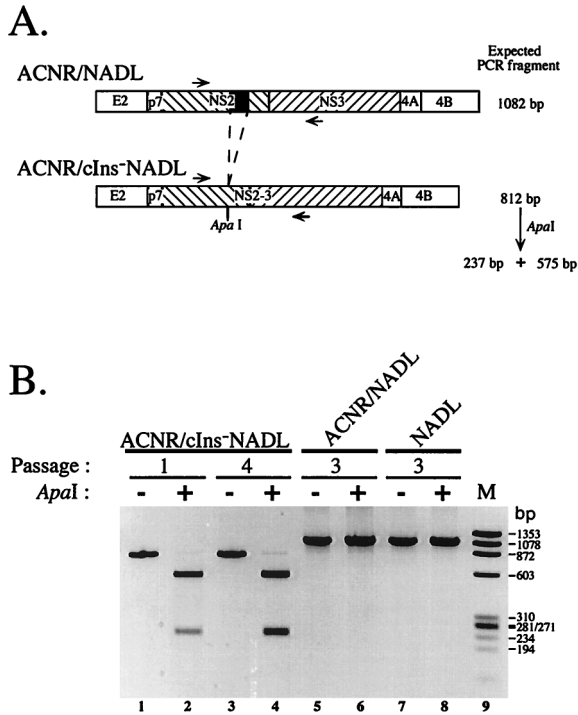 A.
Expected
PCR fragment
ACNR/NADL
E2 p7 NS2 NS3 4A 4B 1082 bp
ACNR/cIns⁻NADL
E2 p7 NS2-3 4A 4B 812 bp
ApaI ApaI
237 bp + 575 bp
B.
ACNR/cIns⁻NADL ACNR/NADL NADL
Passage : 1 4 3 3
ApaI : - + - + - + - + M
bp
1353
1078
872
603
310
281/271
234
194
1 2 3 4 5 6 7 8 9